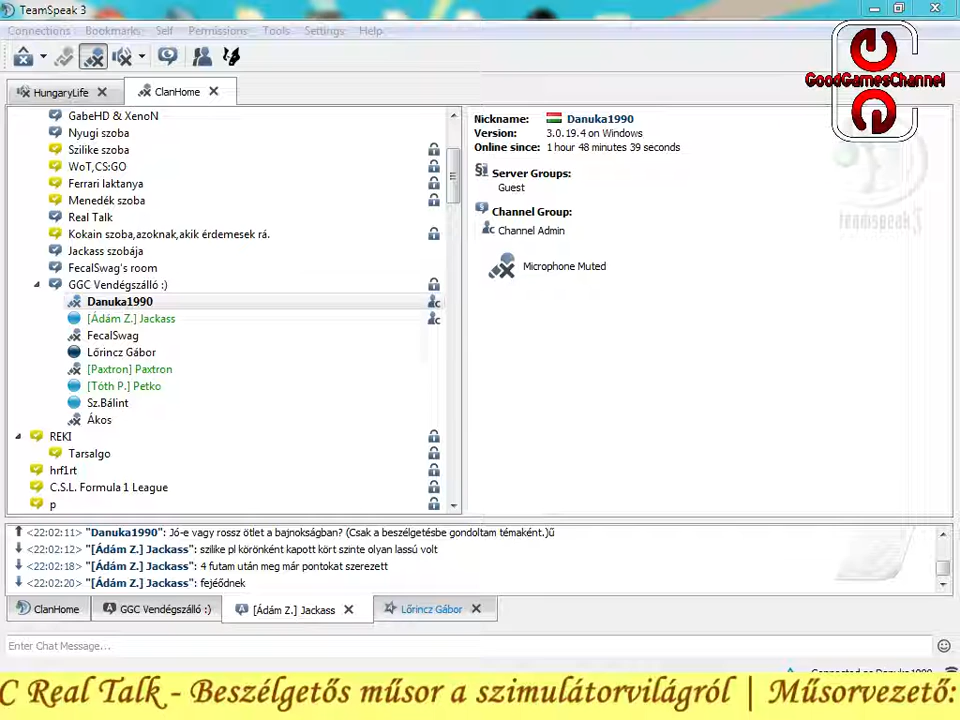 TeamSpeak 3
Connections Bookmarks Self Permissions Tools Settings Help
GoodGamesChannel
HungaryLife ClanHome
GabeHD & XenoN
Nyugi szoba
Szilike szoba
WoT,CS:GO
Ferrari laktanya
Menedék szoba
Real Talk
Kokain szoba,azoknak,akik érdemesek rá.
Jackass szobája
FecalSwag's room
GGC Vendégszálló :)
Danuka1990
[Ádám Z.] Jackass
FecalSwag
Lőrincz Gábor
[Paxtron] Paxtron
[Tóth P.] Petko
Sz.Bálint
Ákos
REKI
Tarsalgo
hrf1rt
C.S.L. Formula 1 League
p
Nickname: Danuka1990
Version: 3.0.19.4 on Windows
Online since: 1 hour 48 minutes 39 seconds
Server Groups:
Guest
Channel Group:
Channel Admin
Microphone Muted
teamspeak3
<22:02:11> "Danuka1990": Jó-e vagy rossz ötlet a bajnokságban? (Csak a beszélgetésbe gondoltam témaként.)ű
<22:02:12> "[Ádám Z.] Jackass": szilike pl körönként kapott kört szinte olyan lassú volt
<22:02:18> "[Ádám Z.] Jackass": 4 futam után meg már pontokat szerezett
<22:02:20> "[Ádám Z.] Jackass": fejéődnek
ClanHome GGC Vendégszálló :) [Ádám Z.] Jackass Lőrincz Gábor
Enter Chat Message...
Connected as Danuka1990
C Real Talk - Beszélgetős műsor a szimulátorvilágról | Műsorvezető: